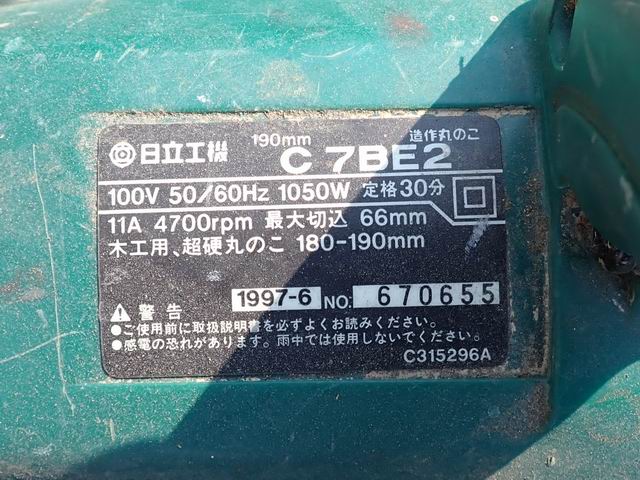 日立工機 190mm C 7BE2 造作丸のこ
100V 50/60Hz 1050W 定格30分
11A 4700rpm 最大切込 66mm
木工用、超硬丸のこ 180-190mm
1997-6 NO. 670655
警告
●ご使用前に取扱説明書を必ずよくお読みください。
●感電の恐れがあります。雨中では使用しないでください。
C315296A